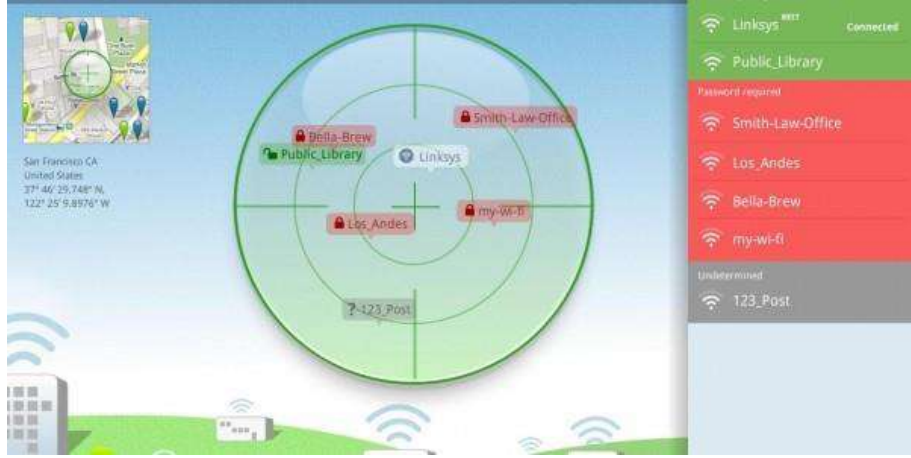 San Francisco CA
United States
37° 46' 29.748" N,
122° 25' 9.8976" W
Smith-Law-Office
Bella-Brew
Public_Library
Linksys
my-wi-fi
Los_Andes
?-123_Post
Linksys BEST Connected
Public_Library
Password required
Smith-Law-Office
Los_Andes
Bella-Brew
my-wi-fi
Undetermined
123_Post